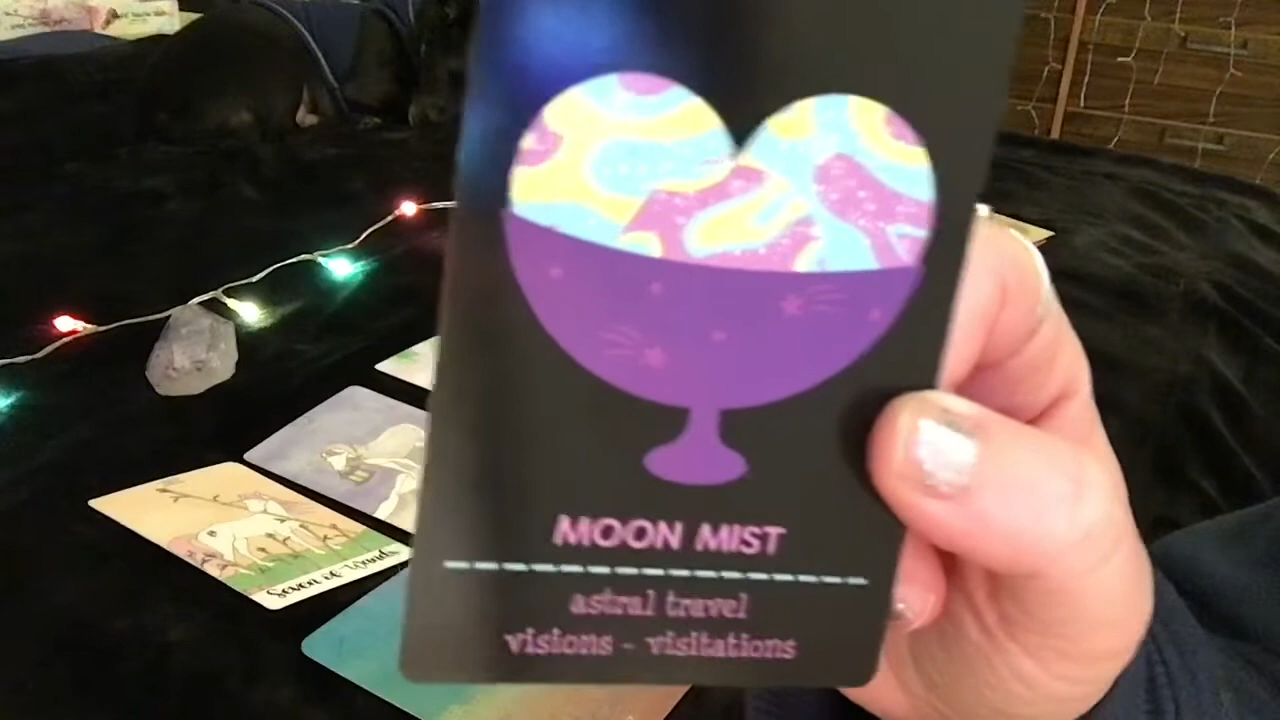 MOON MIST
astral travel
visions - visitations
Seven of Wands